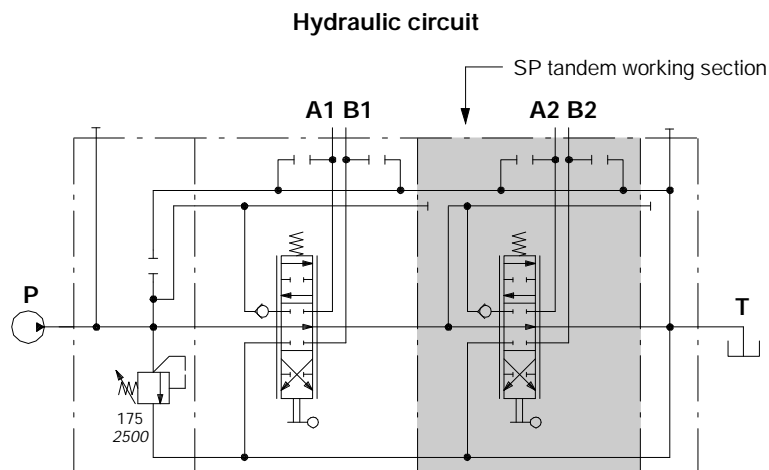 Hydraulic circuit
SP tandem working section
A1 B1
A2 B2
P
T
175
2500